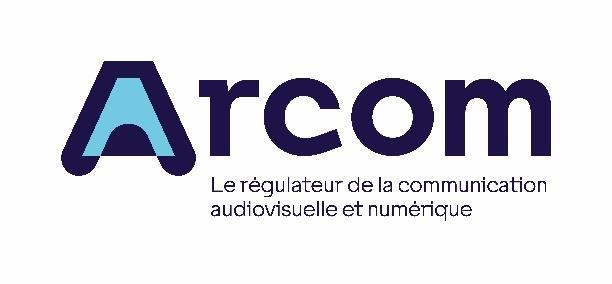 Arcom
Le régulateur de la communication
audiovisuelle et numérique